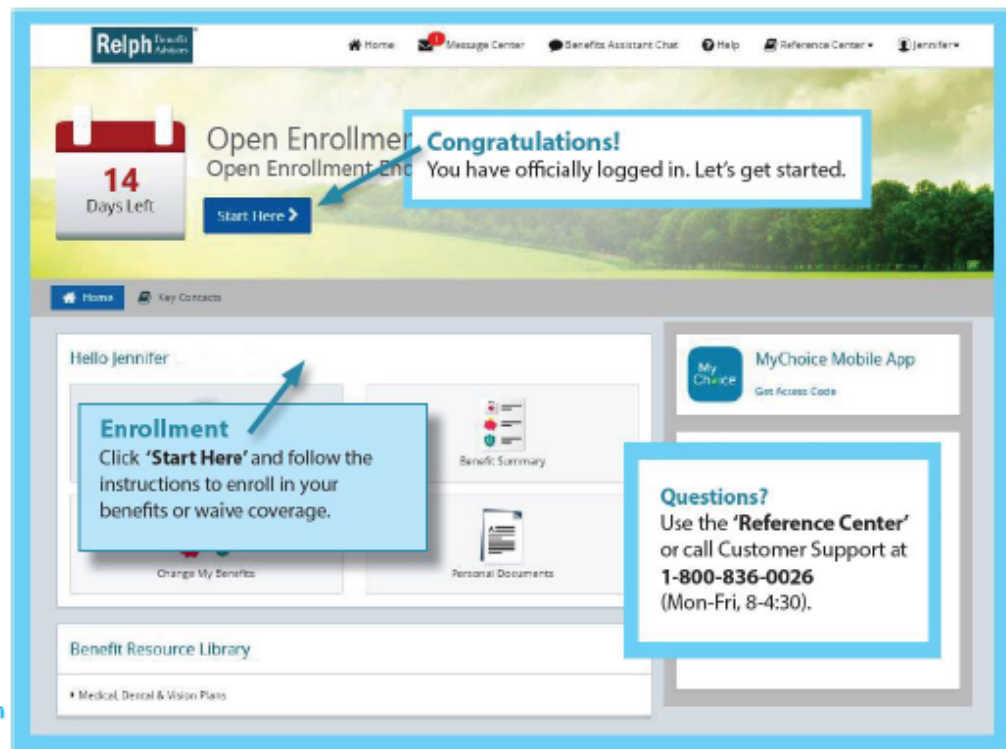 Relph Benefit Advisors
Home Message Center Benefits Assistant Chat Help Reference Center Jennifer
1
14
Days Left
Open Enrollmen
Open Enrollment End
Start Here
Congratulations!
You have officially logged in. Let's get started.
Home Key Contacts
Hello Jennifer
Enrollment
Click 'Start Here' and follow the
instructions to enroll in your
benefits or waive coverage.
Benefit Summary
Change My Benefits
Personal Documents
My Choice
MyChoice Mobile App
Get Access Code
Questions?
Use the 'Reference Center'
or call Customer Support at
1-800-836-0026
(Mon-Fri, 8-4:30).
Benefit Resource Library
Medical, Dental & Vision Plans